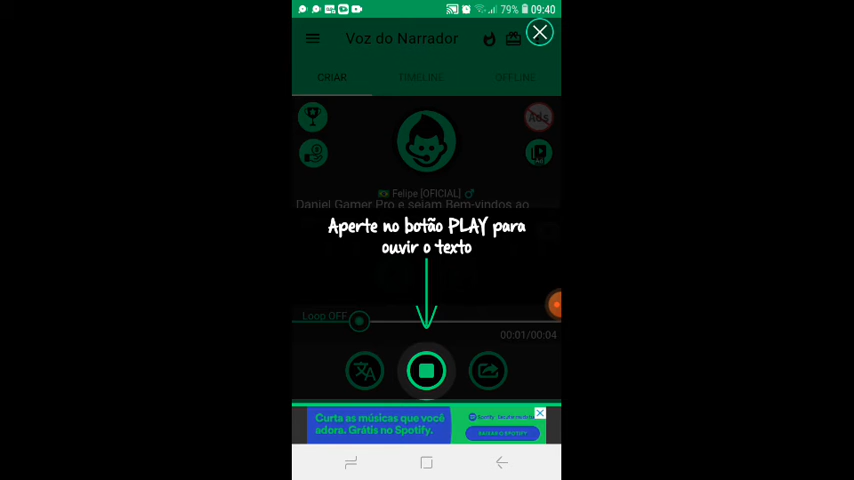 79% 09:40
Voz do Narrador
CRIAR TIMELINE OFFLINE
Ads
Felipe [OFICIAL]
Daniel Gamer Pro e sejam Bem-vindos ao
Aperte no botão PLAY para
ouvir o texto
Loop OFF
00:01/00:04
Curta as músicas que você
adora. Grátis no Spotify.
Spotify
BAIXAR O SPOTIFY